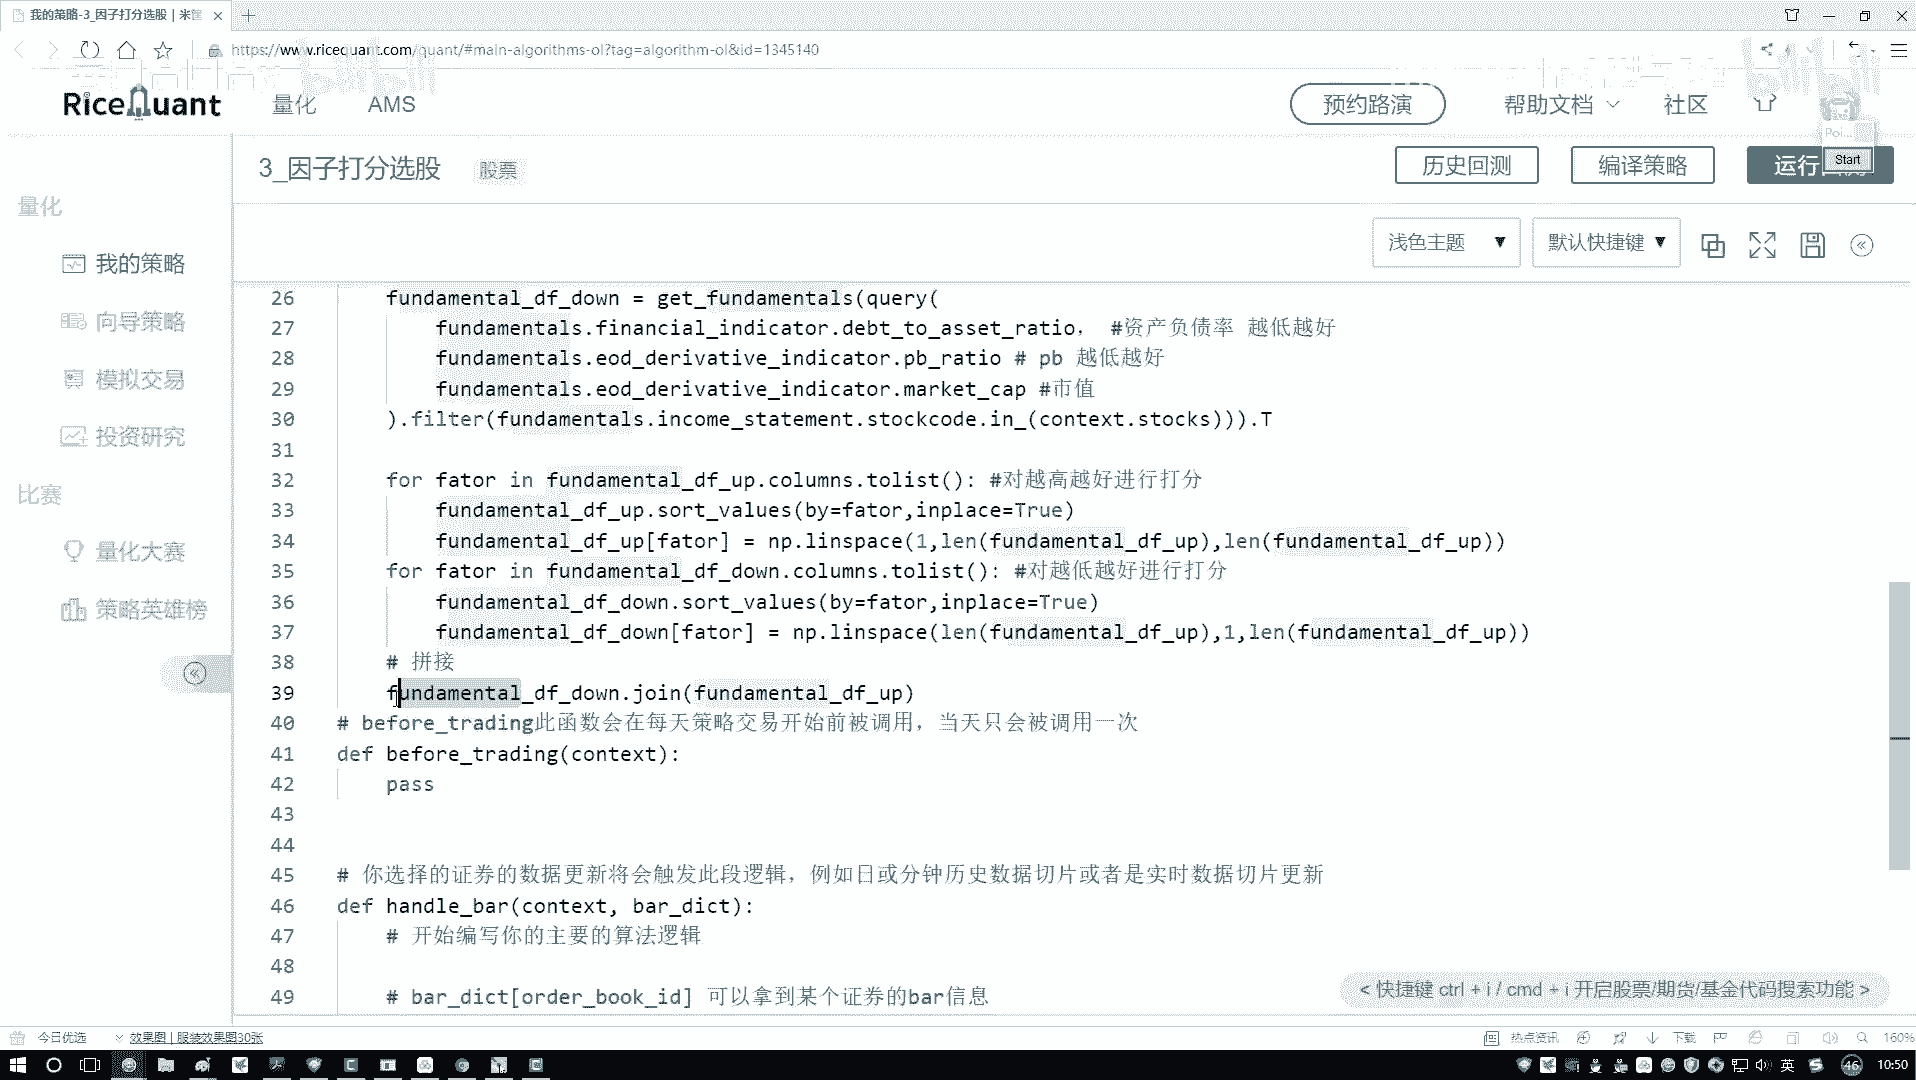 我的策略-3_因子打分选股 | 米筐
https://www.ricequant.com/quant/#main-algorithms-ol?tag=algorithm-ol&id=1345140
RiceQuant 量化 AMS 预约路演 帮助文档 社区
Poi...
Start
3_因子打分选股 股票 历史回测 编译策略 运行
浅色主题 默认快捷键
量化
我的策略
向导策略
模拟交易
投资研究
比赛
量化大赛
策略英雄榜
26 fundamental_df_down = get_fundamentals(query(
27 fundamentals.financial_indicator.debt_to_asset_ratio， #资产负债率 越低越好
28 fundamentals.eod_derivative_indicator.pb_ratio # pb 越低越好
29 fundamentals.eod_derivative_indicator.market_cap #市值
30 ).filter(fundamentals.income_statement.stockcode.in_(context.stocks))).T
31
32 for fator in fundamental_df_up.columns.tolist(): #对越高越好进行打分
33 fundamental_df_up.sort_values(by=fator,inplace=True)
34 fundamental_df_up[fator] = np.linspace(1,len(fundamental_df_up),len(fundamental_df_up))
35 for fator in fundamental_df_down.columns.tolist(): #对越低越好进行打分
36 fundamental_df_down.sort_values(by=fator,inplace=True)
37 fundamental_df_down[fator] = np.linspace(len(fundamental_df_up),1,len(fundamental_df_up))
38 # 拼接
39 fundamental_df_down.join(fundamental_df_up)
40 # before_trading此函数会在每天策略交易开始前被调用，当天只会被调用一次
41 def before_trading(context):
42 pass
43
44
45 # 你选择的证券的数据更新将会触发此段逻辑，例如日或分钟历史数据切片或者是实时数据切片更新
46 def handle_bar(context, bar_dict):
47 # 开始编写你的主要的算法逻辑
48
49 # bar_dict[order_book_id] 可以拿到某个证券的bar信息
< 快捷键 ctrl + i / cmd + i 开启股票/期货/基金代码搜索功能 >
今日优选 效果图 | 服装效果图30张 热点资讯 下载 160%
英 46 10:50